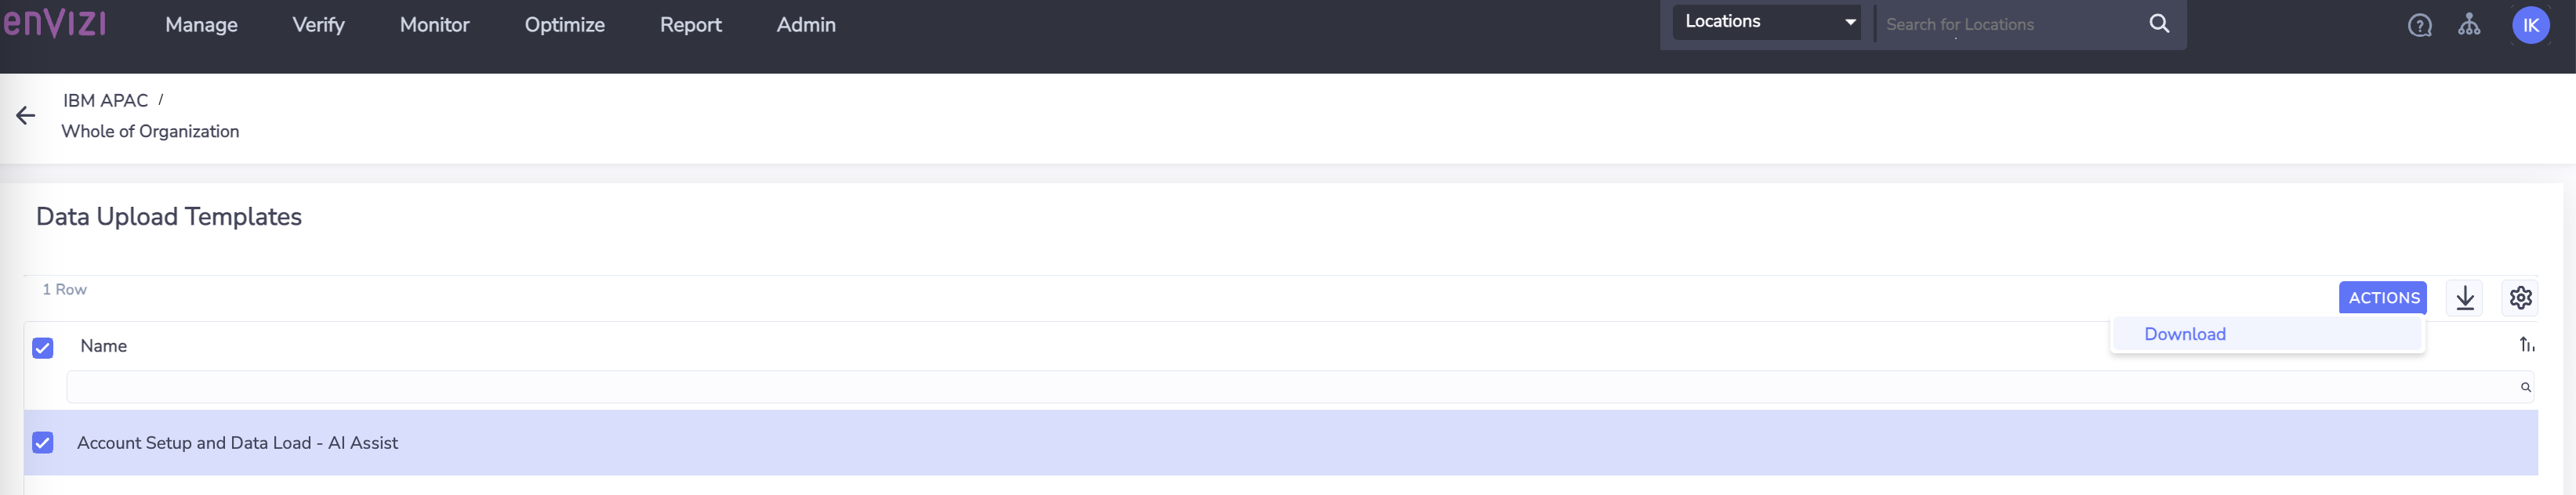 enVIZI
Manage Verify Monitor Optimize Report Admin
Locations
Search for Locations
IK
IBM APAC /
Whole of Organization
Data Upload Templates
1 Row
ACTIONS
Download
Name
Account Setup and Data Load - AI Assist